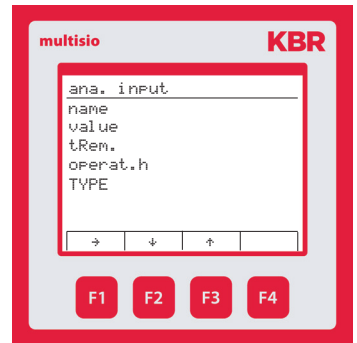 multisio KBR
ana. input
name
value
tRem.
operat.h
TYPE
→ ↓ ↑
F1 F2 F3 F4